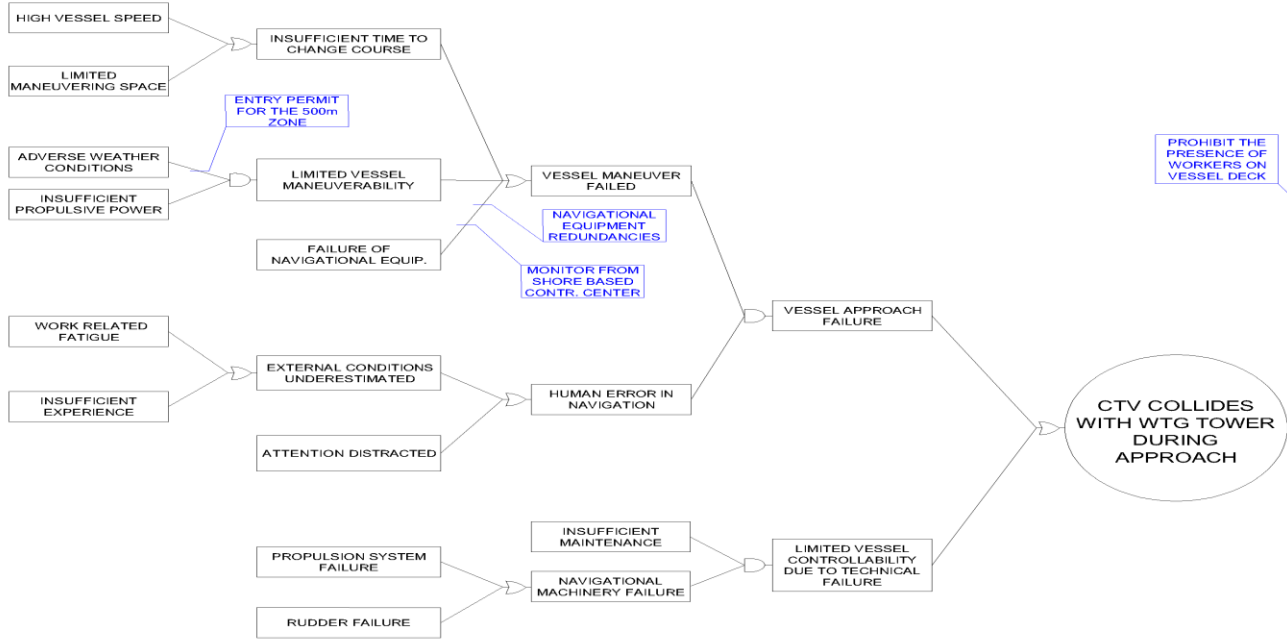 HIGH VESSEL SPEED
LIMITED
MANEUVERING SPACE
INSUFFICIENT TIME TO
CHANGE COURSE
ENTRY PERMIT
FOR THE 500m
ZONE
ADVERSE WEATHER
CONDITIONS
INSUFFICIENT
PROPULSIVE POWER
LIMITED VESSEL
MANEUVERABILITY
FAILURE OF
NAVIGATIONAL EQUIP.
VESSEL MANEUVER
FAILED
NAVIGATIONAL
EQUIPMENT
REDUNDANCIES
MONITOR FROM
SHORE BASED
CONTR. CENTER
PROHIBIT THE
PRESENCE OF
WORKERS ON
VESSEL DECK
WORK RELATED
FATIGUE
INSUFFICIENT
EXPERIENCE
EXTERNAL CONDITIONS
UNDERESTIMATED
ATTENTION DISTRACTED
HUMAN ERROR IN
NAVIGATION
VESSEL APPROACH
FAILURE
PROPULSION SYSTEM
FAILURE
RUDDER FAILURE
INSUFFICIENT
MAINTENANCE
NAVIGATIONAL
MACHINERY FAILURE
LIMITED VESSEL
CONTROLLABILITY
DUE TO TECHNICAL
FAILURE
CTV COLLIDES
WITH WTG TOWER
DURING
APPROACH